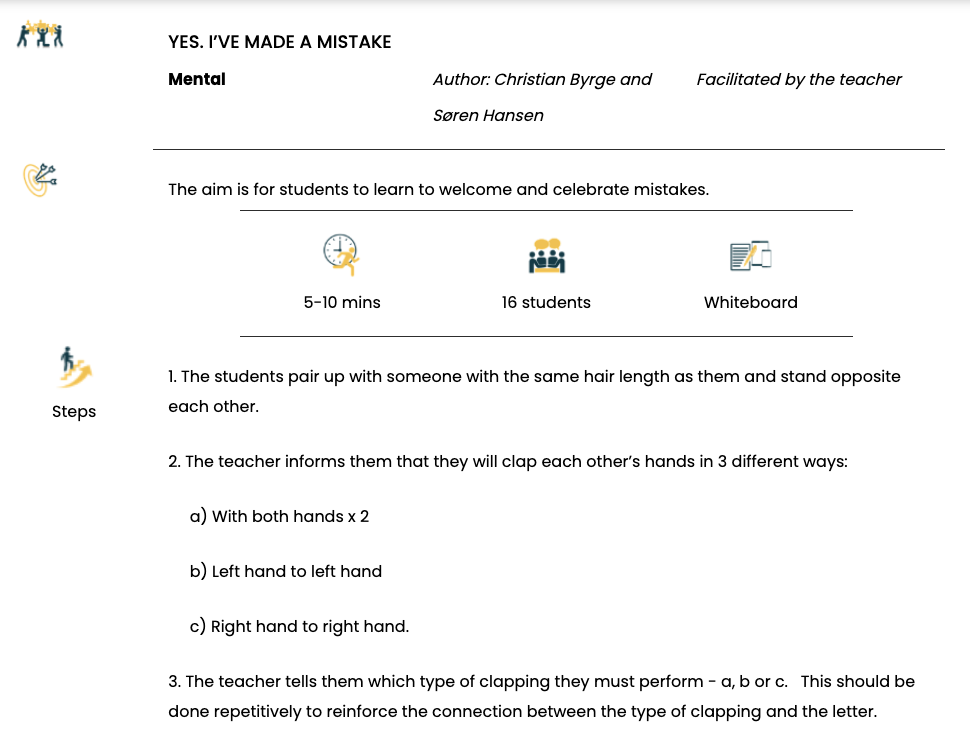 YES. I’VE MADE A MISTAKE
Mental
Author: Christian Byrge and
Søren Hansen
Facilitated by the teacher
The aim is for students to learn to welcome and celebrate mistakes.
5-10 mins
16 students
Whiteboard
Steps
1. The students pair up with someone with the same hair length as them and stand opposite
each other.
2. The teacher informs them that they will clap each other’s hands in 3 different ways:
a) With both hands x 2
b) Left hand to left hand
c) Right hand to right hand.
3. The teacher tells them which type of clapping they must perform - a, b or c.   This should be
done repetitively to reinforce the connection between the type of clapping and the letter.